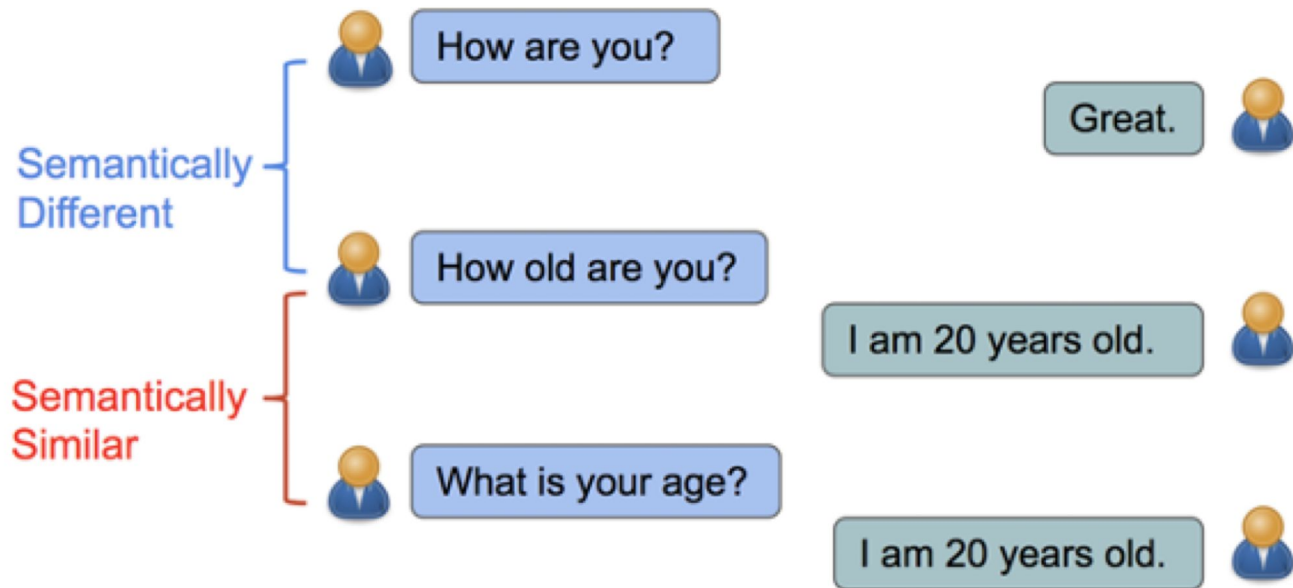 How are you?
Great.
Semantically
Different
How old are you?
I am 20 years old.
Semantically
Similar
What is your age?
I am 20 years old.